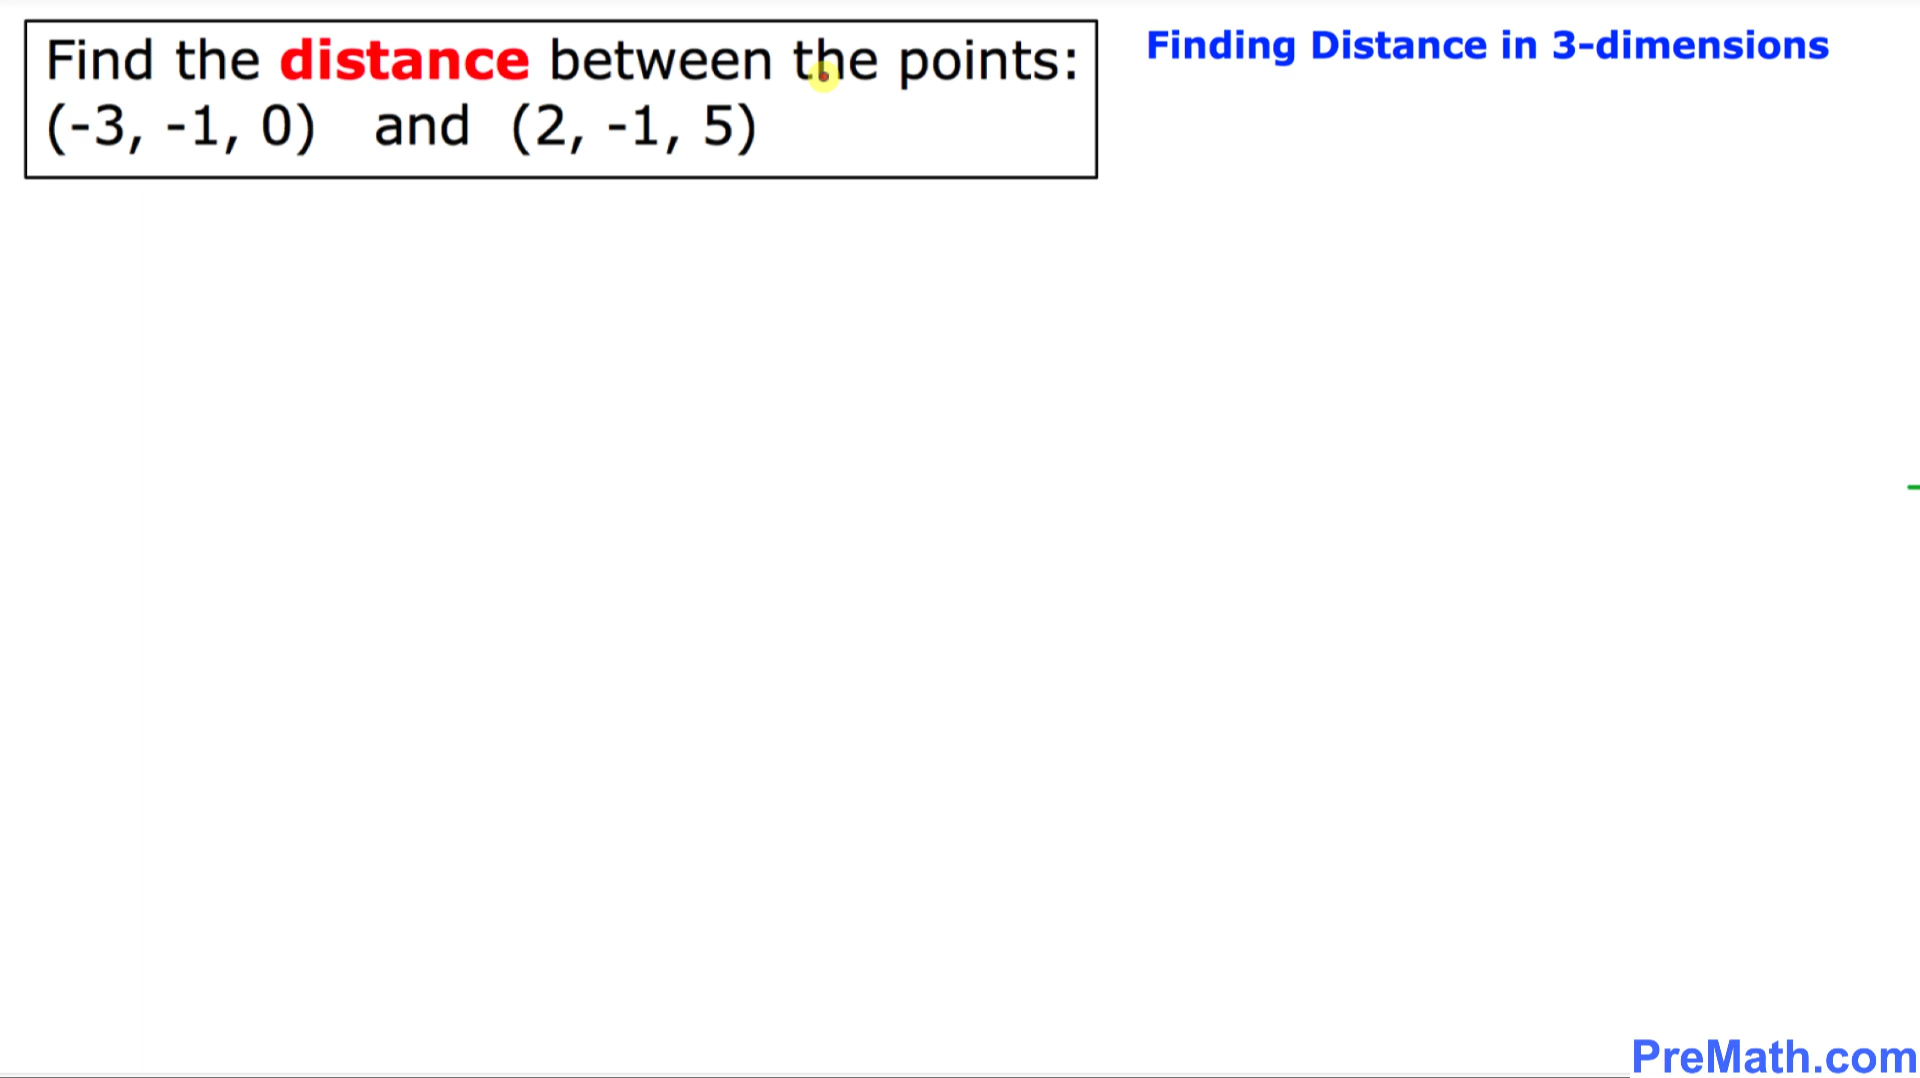 Find the distance between the points:
(-3, -1, 0) and (2, -1, 5)
Finding Distance in 3-dimensions
PreMath.com